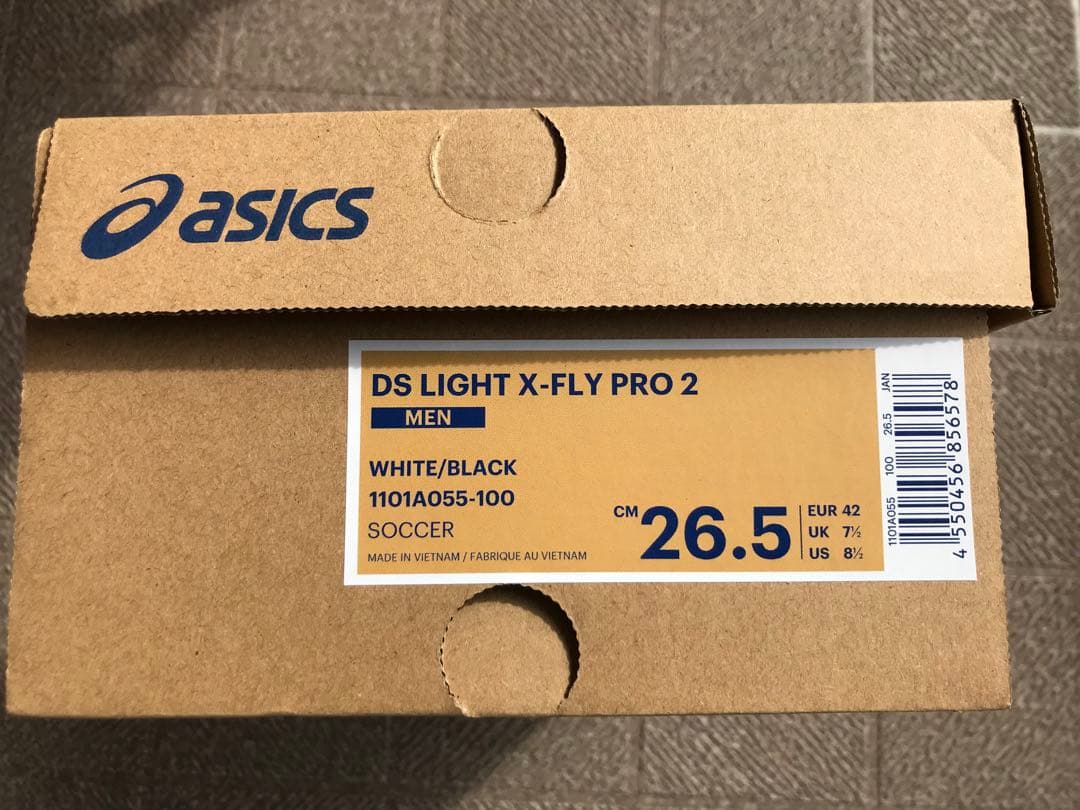 asics
DS LIGHT X-FLY PRO 2
MEN
WHITE/BLACK
1101A055-100
SOCCER
MADE IN VIETNAM / FABRIQUE AU VIETNAM
CM 26.5
EUR 42
UK 7½
US 8½
1101A055 100 26.5 JAN
4 550456 856578